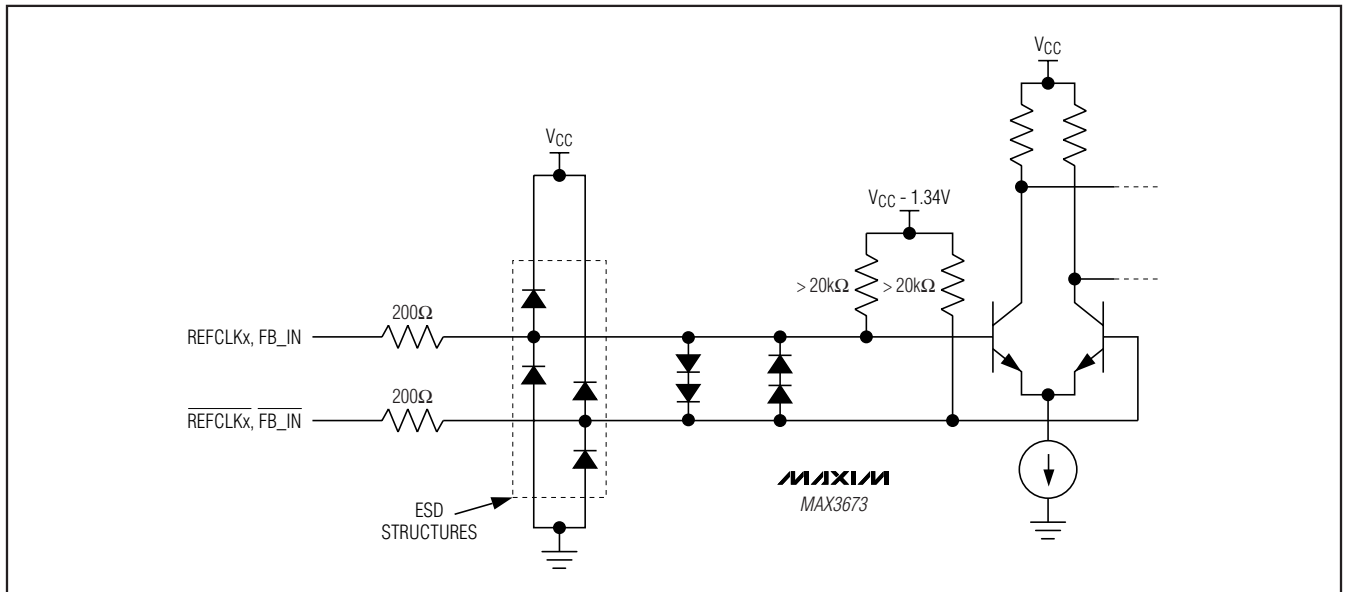 VCC
VCC
VCC - 1.34V
> 20kΩ > 20kΩ
200Ω
REFCLKx, FB_IN
200Ω
REFCLKx, FB_IN
MAXIM
MAX3673
ESD
STRUCTURES